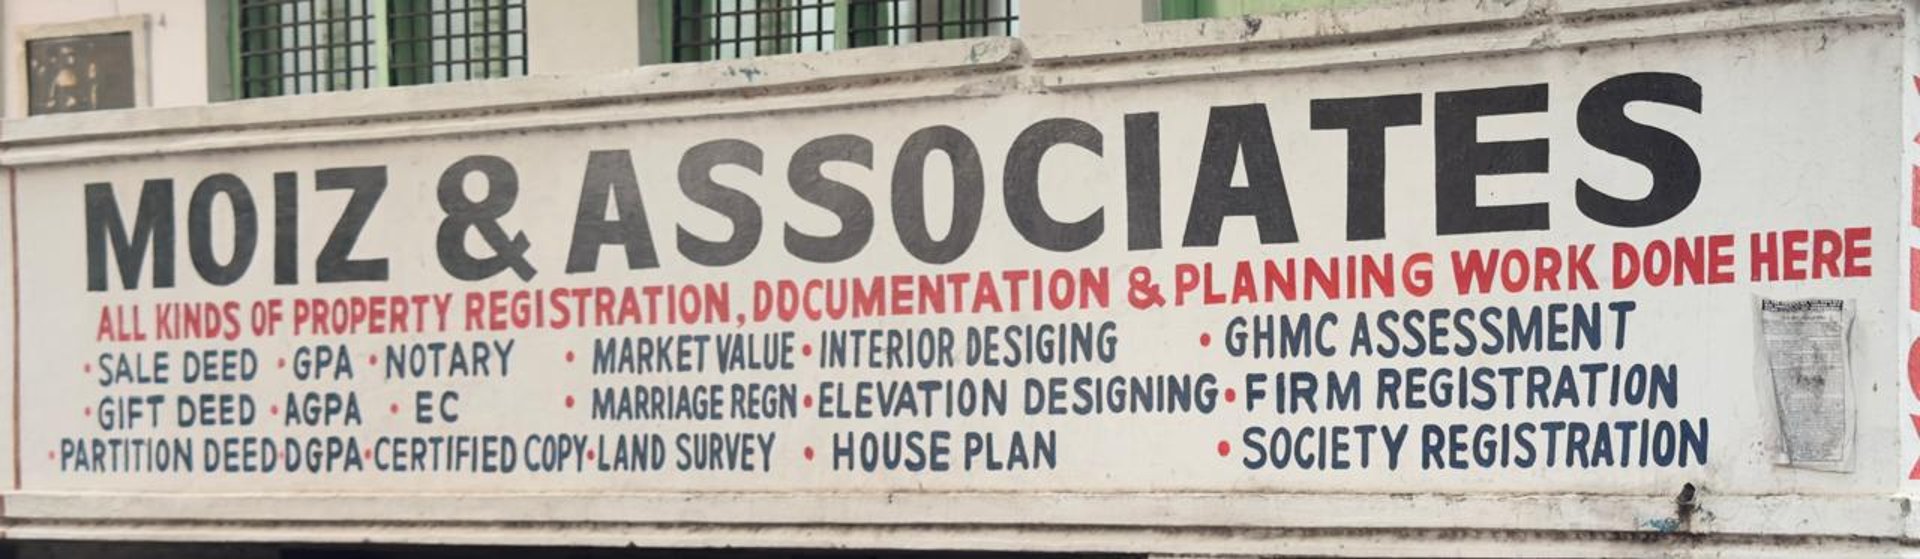 MOIZ & ASSOCIATES
ALL KINDS OF PROPERTY REGISTRATION, DDCUMENTATION & PLANNING WORK DONE HERE
• SALE DEED • GPA • NOTARY • MARKET VALUE • INTERIOR DESIGING • GHMC ASSESSMENT
• GIFT DEED • AGPA • EC • MARRIAGE REGN • ELEVATION DESIGNING • FIRM REGISTRATION
• PARTITION DEED DGPA • CERTIFIED COPY • LAND SURVEY • HOUSE PLAN • SOCIETY REGISTRATION